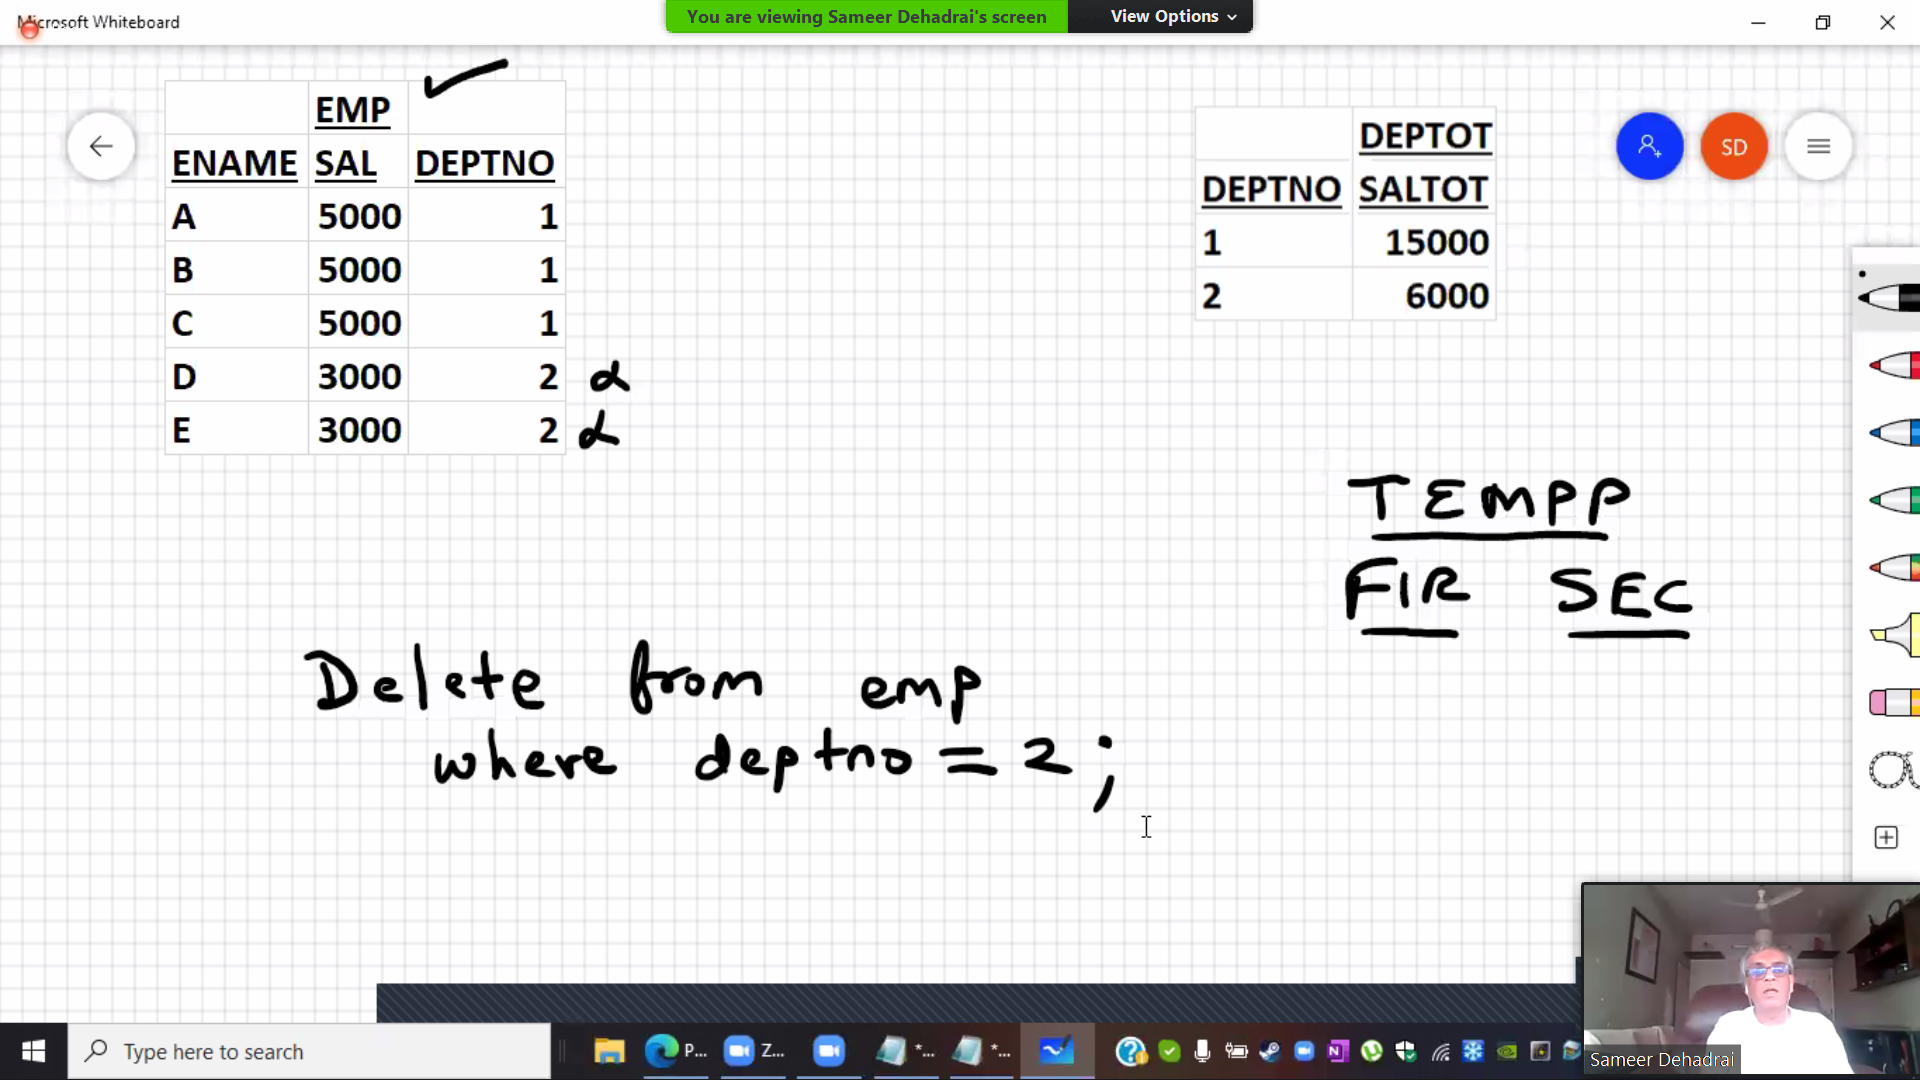 Microsoft Whiteboard
You are viewing Sameer Dehadrai's screen
View Options
EMP
ENAME SAL DEPTNO
A 5000 1
B 5000 1
C 5000 1
D 3000 2 α
E 3000 2 α
DEPTOT
DEPTNO SALTOT
1 15000
2 6000
SD
TEMPP
FIR SEC
Delete from emp
where deptno = 2 ;
Type here to search
P...
Z...
*...
*...
Sameer Dehadrai